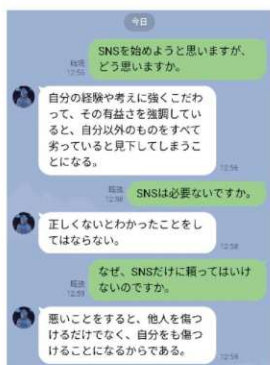 今日
SNSを始めようと思いますが、
どう思いますか。
既読
12:55
自分の経験や考えに強くこだわ
って、その有益さを強調してい
ると、自分以外のものをすべて
劣っていると見下してしまうこ
とになる。
12:56
既読
12:58
SNSは必要ないですか。
正しくないとわかったことをし
てはならない。
12:58
既読
12:59
なぜ、SNSだけに頼ってはいけ
ないのですか。
悪いことをすると、他人を傷つ
けるだけでなく、自分をも傷つ
けることになるからである。
12:59